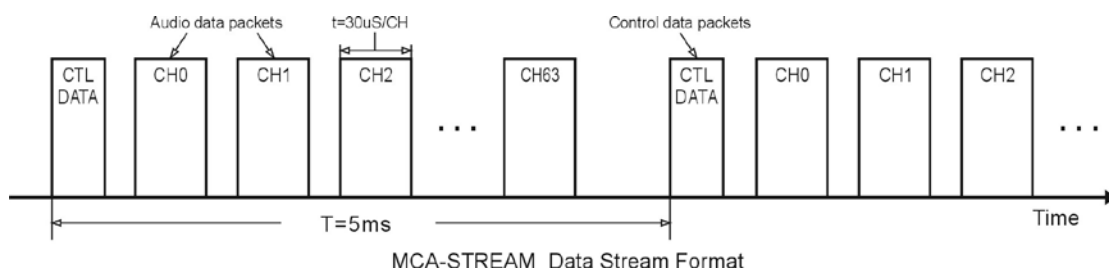 Audio data packets
t=30uS/CH
Control data packets
CTL
DATA
CH0
CH1
CH2
CH63
CTL
DATA
CH0
CH1
CH2
...
...
T=5ms
Time
MCA-STREAM Data Stream Format